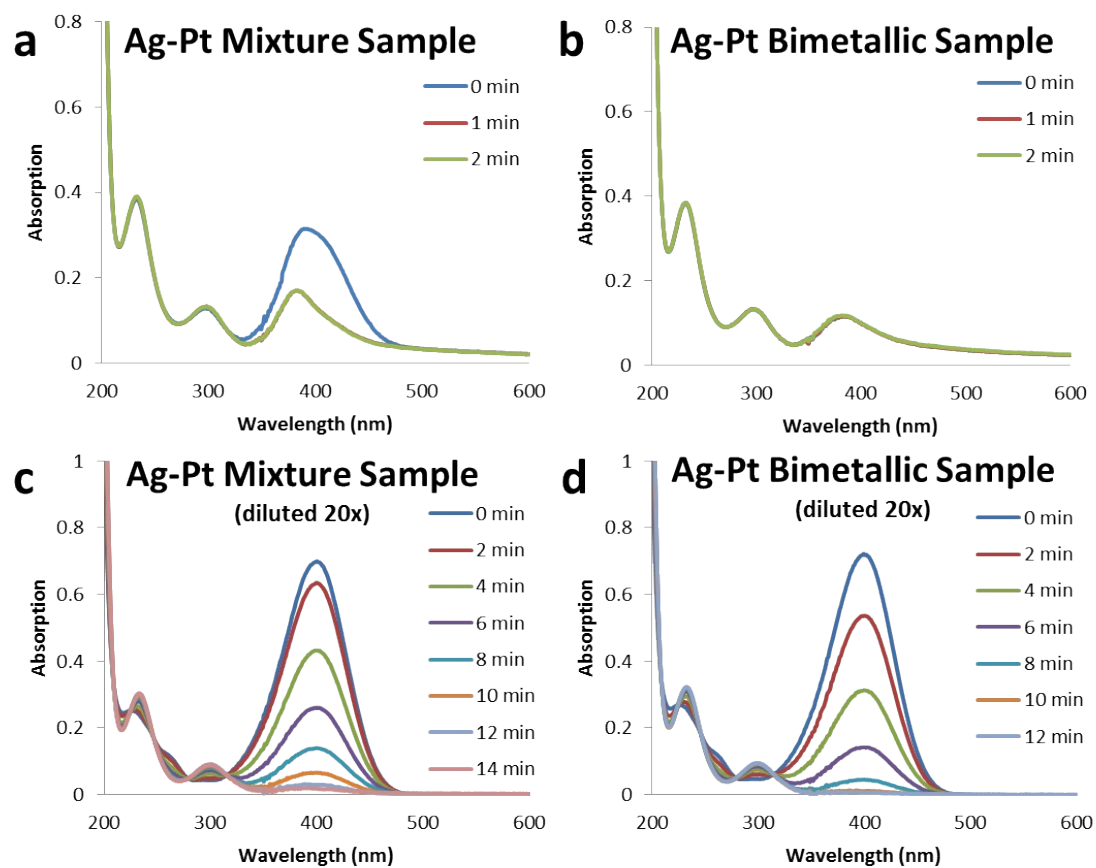 a
Ag-Pt Mixture Sample
0 min
1 min
2 min
0.8
0.6
0.4
0.2
0
Absorption
200
300
400
500
600
Wavelength (nm)
b
Ag-Pt Bimetallic Sample
0 min
1 min
2 min
0.8
0.6
0.4
0.2
0
Absorption
200
300
400
500
600
Wavelength (nm)
c
Ag-Pt Mixture Sample
(diluted 20x)
0 min
2 min
4 min
6 min
8 min
10 min
12 min
14 min
1
0.8
0.6
0.4
0.2
0
Absorption
200
300
400
500
600
Wavelength (nm)
d
Ag-Pt Bimetallic Sample
(diluted 20x)
0 min
2 min
4 min
6 min
8 min
10 min
12 min
1
0.8
0.6
0.4
0.2
0
Absorption
200
300
400
500
600
Wavelength (nm)